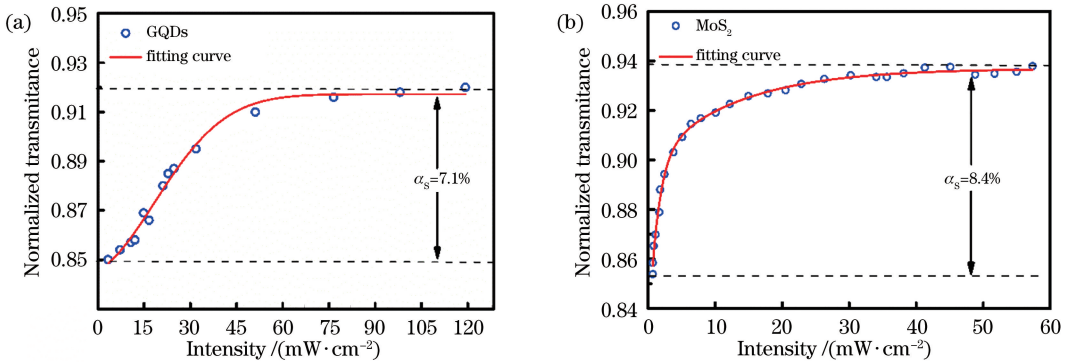 (a)
0.95
0.93
0.91
0.89
0.87
0.85
Normalized transmitance
GQDs
fitting curve
αS=7.1%
0 15 30 45 60 75 90 105 120
Intensity /(mW·cm−2)
(b)
0.96
0.94
0.92
0.90
0.88
0.86
0.84
Normalized transmitance
MoS2
fitting curve
αS=8.4%
0 10 20 30 40 50 60
Intensity /(mW·cm−2)